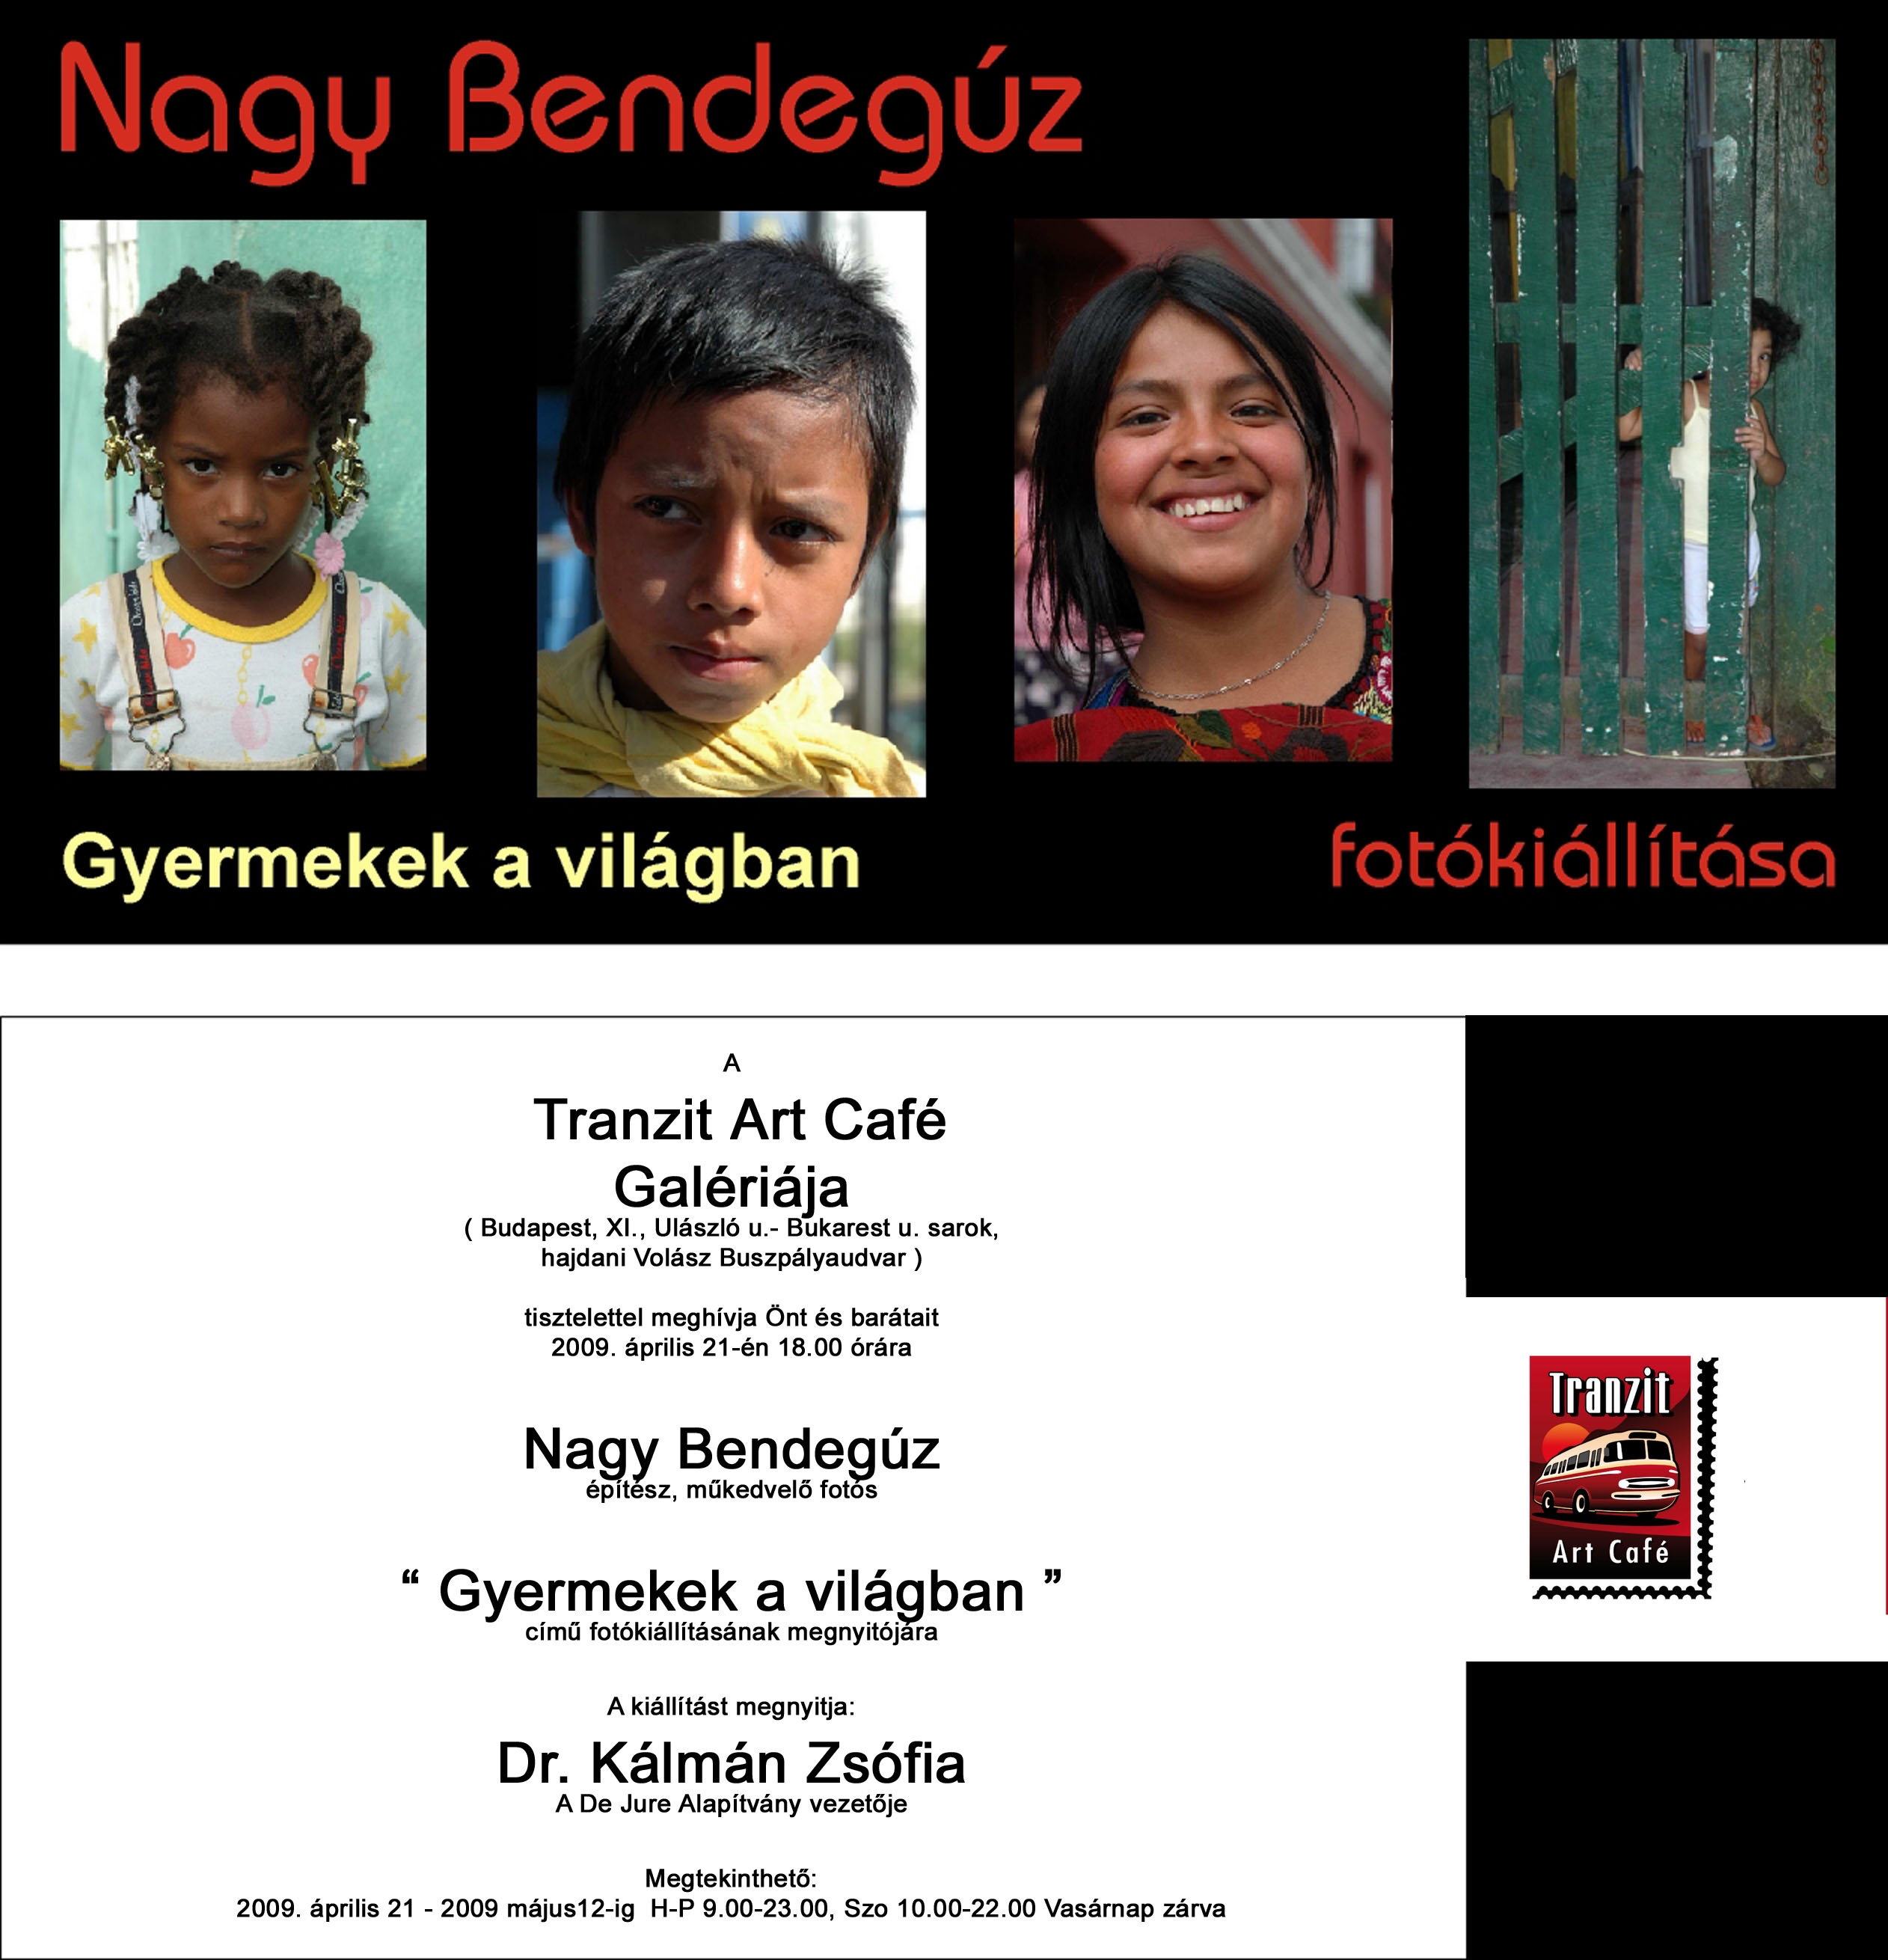 Nagy Bendegúz
Gyermekek a világban
fotókiállítása
A
Tranzit Art Café
Galériája
( Budapest, XI., Ulászló u.- Bukarest u. sarok,
hajdani Volász Buszpályaudvar )
tisztelettel meghívja Önt és barátait
2009. április 21-én 18.00 órára
Nagy Bendegúz
építész, műkedvelő fotós
“ Gyermekek a világban ”
című fotókiállításának megnyitójára
A kiállítást megnyitja:
Dr. Kálmán Zsófia
A De Jure Alapítvány vezetője
Megtekinthető:
2009. április 21 - 2009 május12-ig H-P 9.00-23.00, Szo 10.00-22.00 Vasárnap zárva
Tranzit
Art Café